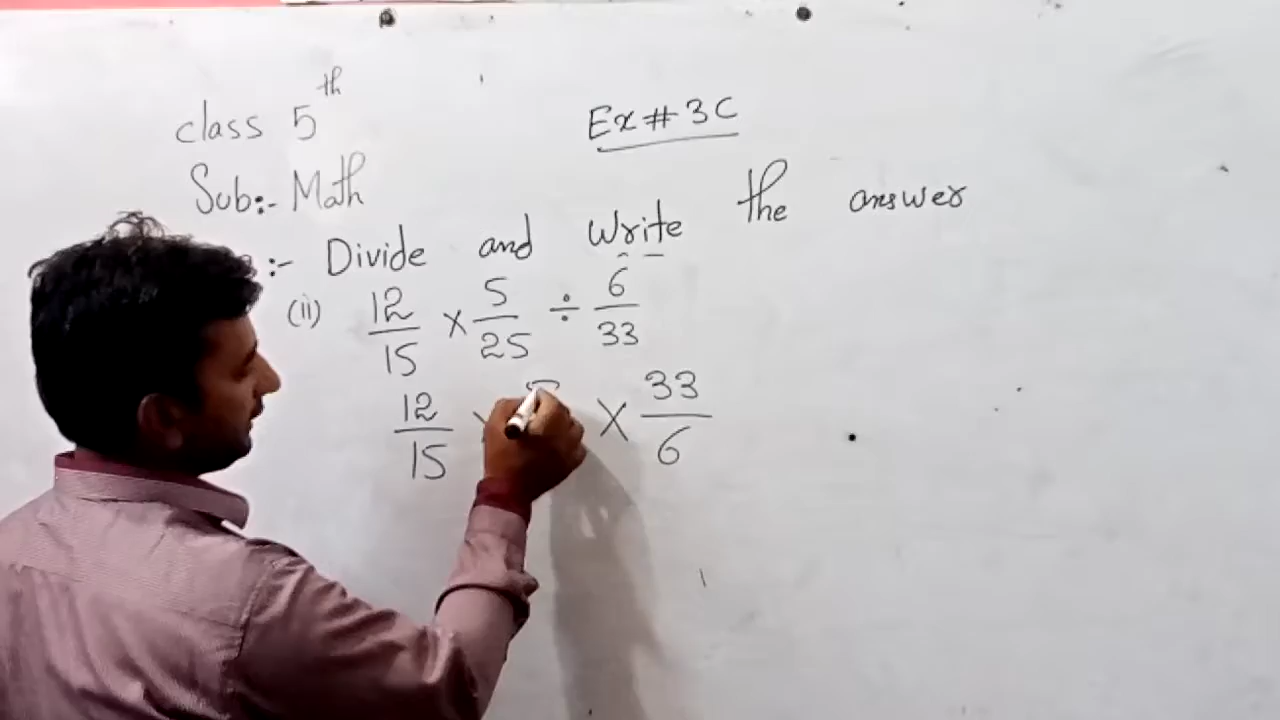 class 5th
Ex # 3C
Sub:- Math
:- Divide and Write the answer
(ii) 12/15 × 5/25 ÷ 6/33
12/15 × 33/6